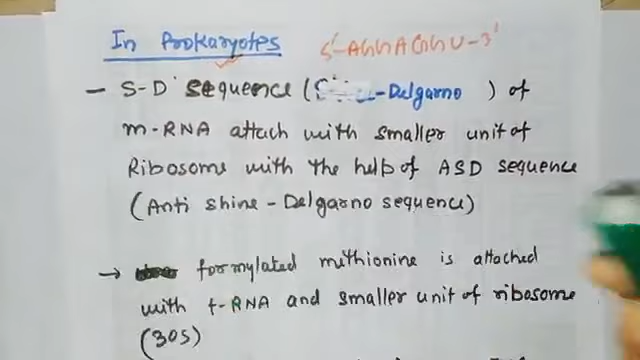 In Prokaryotes 5'-AGGAGGU-3'
- S-D sequence ( -Delgarno ) of
m-RNA attach with smaller unit of
Ribosome with the help of ASD sequence
(Anti shine - Delgarno sequence)
→ formylated methionine is attached
with t-RNA and smaller unit of ribosome
(30S)